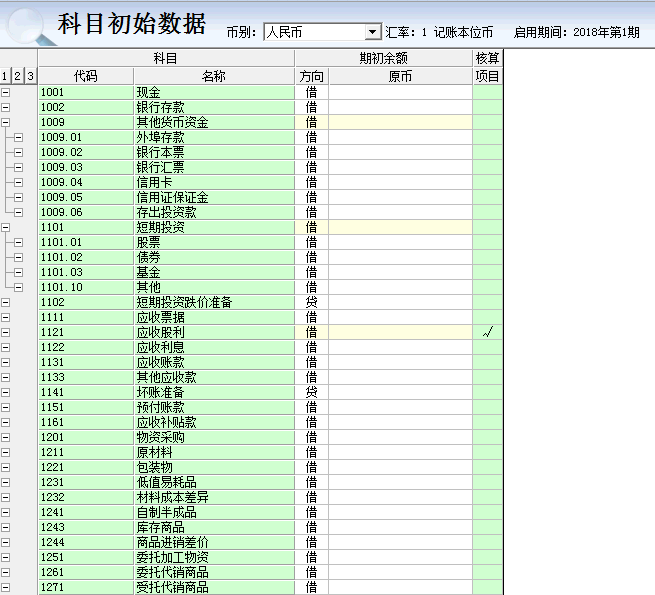 科目初始数据 币别: 人民币 汇率: 1 记账本位币 启用期间: 2018年第1期
科目 期初余额 核算
1 2 3 代码 名称 方向 原币 项目
1001 现金 借
1002 银行存款 借
1009 其他货币资金 借
1009.01 外埠存款 借
1009.02 银行本票 借
1009.03 银行汇票 借
1009.04 信用卡 借
1009.05 信用证保证金 借
1009.06 存出投资款 借
1101 短期投资 借
1101.01 股票 借
1101.02 债券 借
1101.03 基金 借
1101.10 其他 借
1102 短期投资跌价准备 贷
1111 应收票据 借
1121 应收股利 借 √
1122 应收利息 借
1131 应收账款 借
1133 其他应收款 借
1141 坏账准备 贷
1151 预付账款 借
1161 应收补贴款 借
1201 物资采购 借
1211 原材料 借
1221 包装物 借
1231 低值易耗品 借
1232 材料成本差异 借
1241 自制半成品 借
1243 库存商品 借
1244 商品进销差价 借
1251 委托加工物资 借
1261 委托代销商品 借
1271 受托代销商品 借